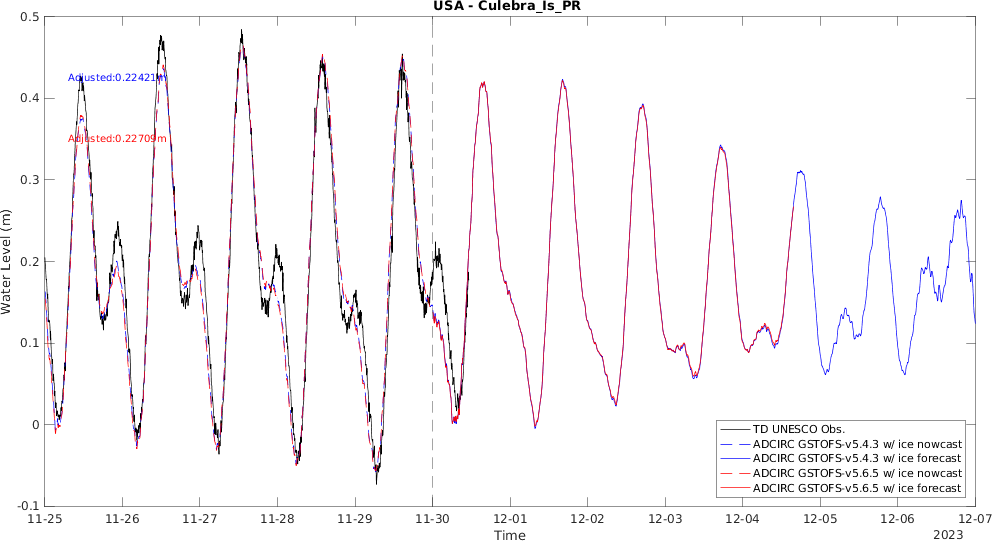 USA - Culebra_Is_PR
0.5
0.4
0.3
0.2
0.1
0
-0.1
Water Level (m)
Adjusted:0.22421m
Adjusted:0.22709m
TD UNESCO Obs.
ADCIRC GSTOFS-v5.4.3 w/ ice nowcast
ADCIRC GSTOFS-v5.4.3 w/ ice forecast
ADCIRC GSTOFS-v5.6.5 w/ ice nowcast
ADCIRC GSTOFS-v5.6.5 w/ ice forecast
11-25 11-26 11-27 11-28 11-29 11-30 12-01 12-02 12-03 12-04 12-05 12-06 12-07
Time
2023